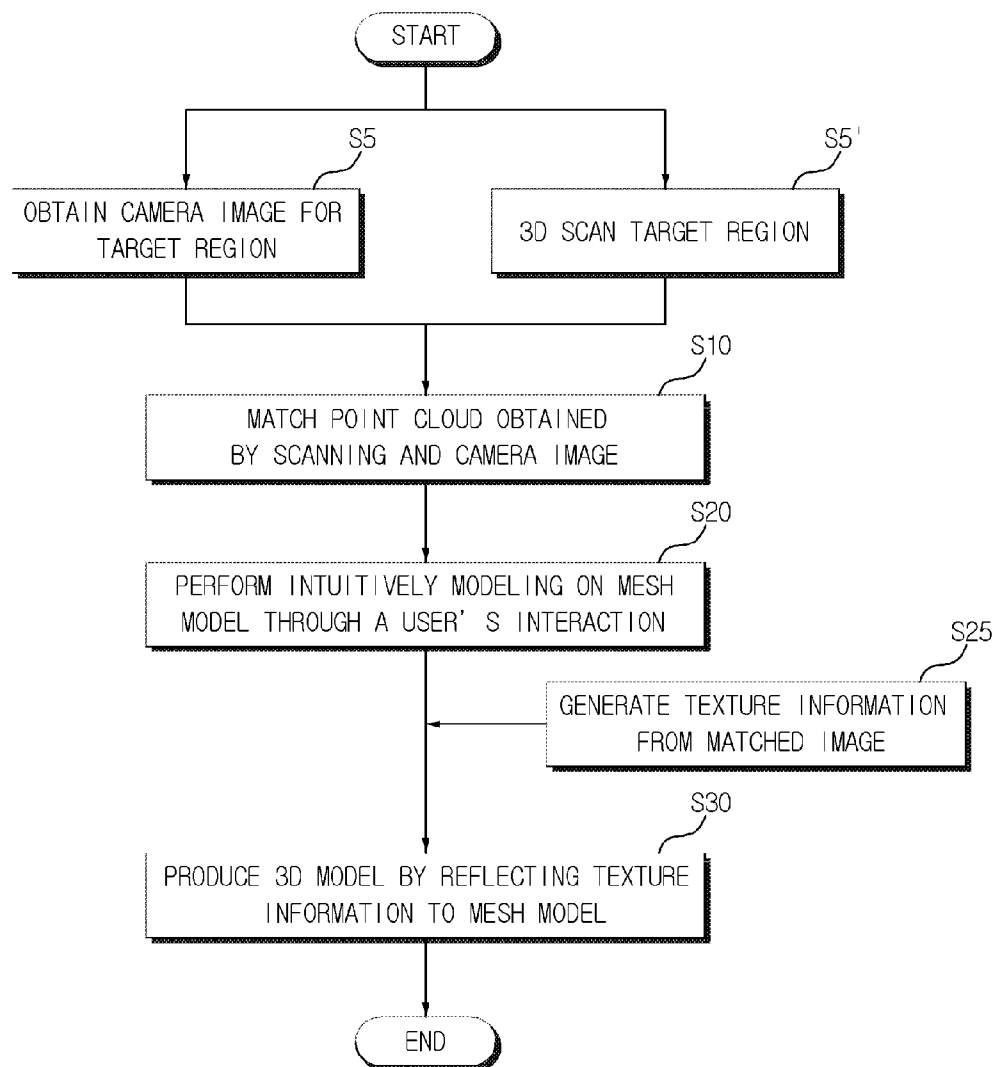 START
S5
S5'
OBTAIN CAMERA IMAGE FOR
TARGET REGION
3D SCAN TARGET REGION
S10
MATCH POINT CLOUD OBTAINED
BY SCANNING AND CAMERA IMAGE
S20
PERFORM INTUITIVELY MODELING ON MESH
MODEL THROUGH A USER'S INTERACTION
S25
GENERATE TEXTURE INFORMATION
FROM MATCHED IMAGE
S30
PRODUCE 3D MODEL BY REFLECTING TEXTURE
INFORMATION TO MESH MODEL
END